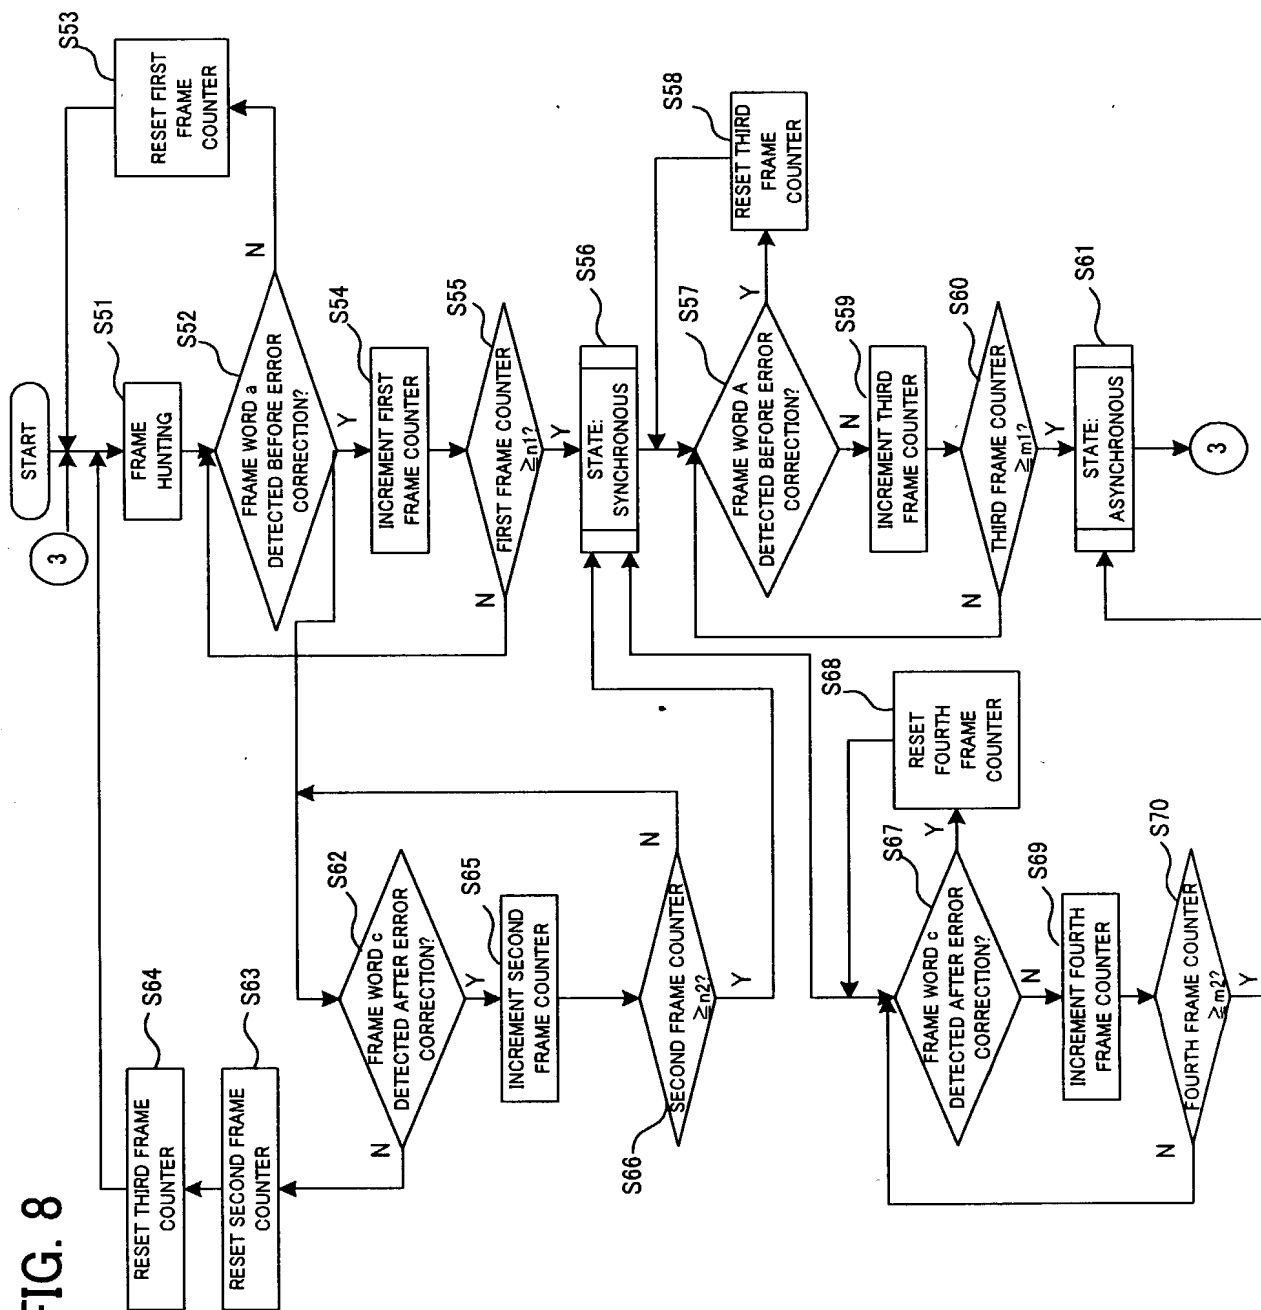 FIG. 8
START
3
S51
FRAME
HUNTING
S52
FRAME WORD a
DETECTED BEFORE ERROR
CORRECTION?
N
Y
S53
RESET FIRST
FRAME
COUNTER
S54
INCREMENT FIRST
FRAME COUNTER
S55
FIRST FRAME COUNTER
≥n1?
N
Y
S56
STATE:
SYNCHRONOUS
S57
FRAME WORD A
DETECTED BEFORE ERROR
CORRECTION?
Y
N
S58
RESET THIRD
FRAME
COUNTER
S59
INCREMENT THIRD
FRAME COUNTER
S60
THIRD FRAME COUNTER
≥m1?
N
Y
S61
STATE:
ASYNCHRONOUS
3
S62
FRAME WORD c
DETECTED AFTER ERROR
CORRECTION?
N
Y
S63
RESET SECOND FRAME
COUNTER
S64
RESET THIRD FRAME
COUNTER
S65
INCREMENT SECOND
FRAME COUNTER
S66
SECOND FRAME COUNTER
≥n2?
N
Y
S67
FRAME WORD c
DETECTED AFTER ERROR
CORRECTION?
Y
N
S68
RESET
FOURTH
FRAME
COUNTER
S69
INCREMENT FOURTH
FRAME COUNTER
S70
FOURTH FRAME COUNTER
≥m2?
N
Y